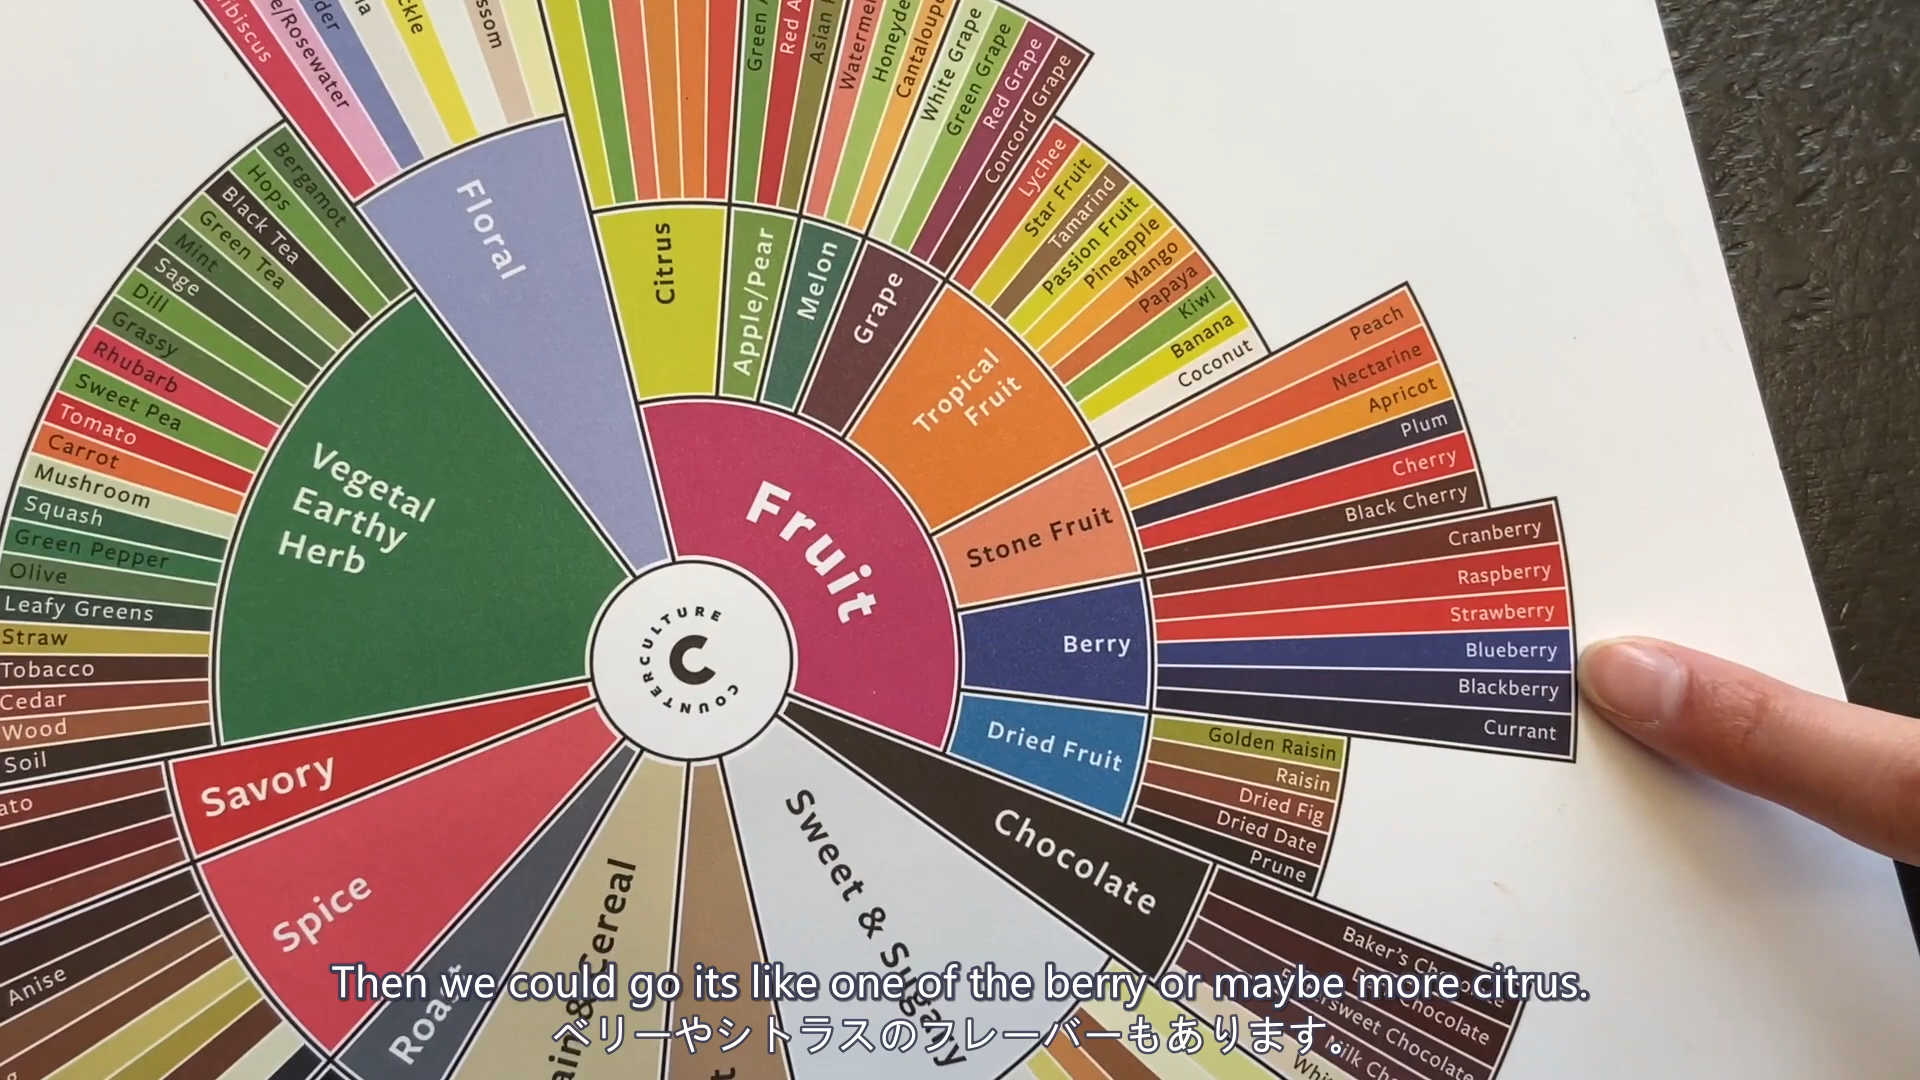 Hibiscus
Bergamot
Hops
Black Tea
Green Tea
Mint
Sage
Dill
Grassy
Rhubarb
Sweet Pea
Tomato
Carrot
Mushroom
Squash
Green Pepper
Olive
Leafy Greens
Straw
Tobacco
Cedar
Wood
Soil
Vegetal
Earthy
Herb
Floral
Citrus
Apple/Pear
Melon
Grape
Tropical
Fruit
Stone Fruit
Berry
Dried Fruit
Fruit
White Grape
Green Grape
Red Grape
Concord Grape
Lychee
Star Fruit
Tamarind
Passion Fruit
Pineapple
Mango
Papaya
Kiwi
Banana
Coconut
Peach
Nectarine
Apricot
Plum
Cherry
Black Cherry
Cranberry
Raspberry
Strawberry
Blueberry
Blackberry
Currant
Golden Raisin
Raisin
Dried Fig
Dried Date
Prune
COUNTER CULTURE
Savory
Spice
Anise
Roast
Cereal
Sweet & Sugary
Chocolate
Then we could go its like one of the berry or maybe more citrus.
ベリーやシトラスのフレーバーもあります。